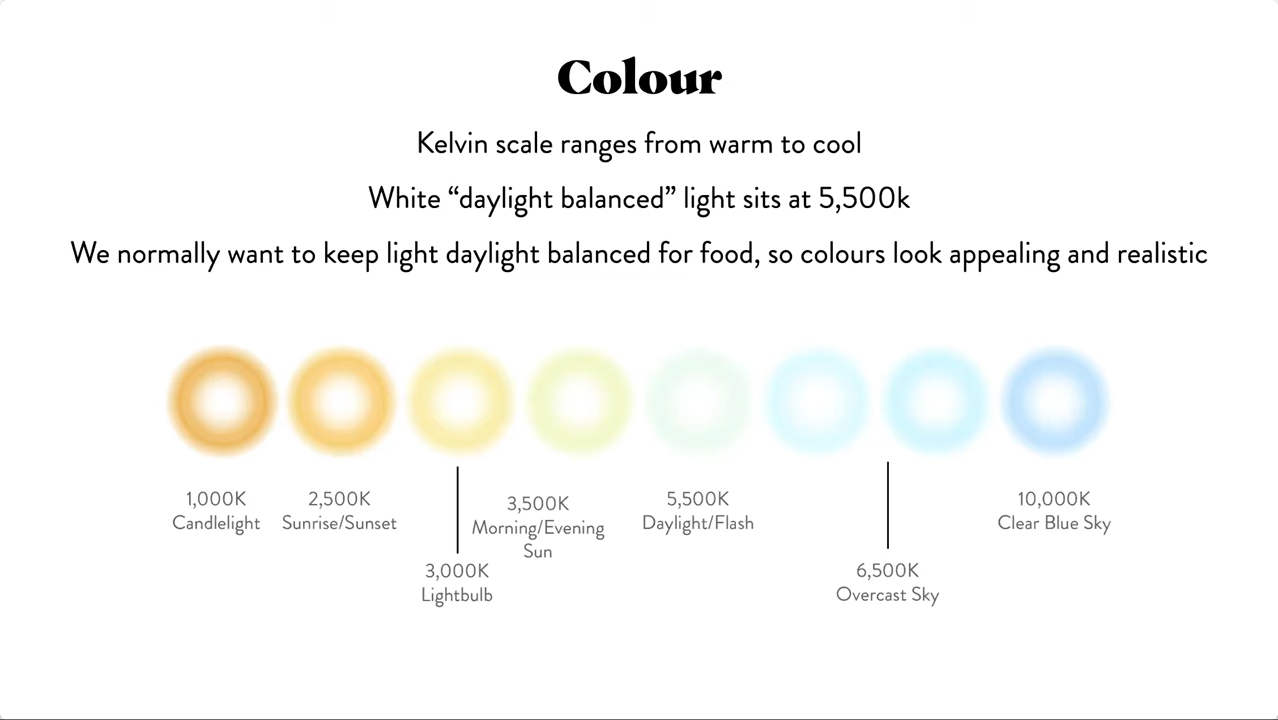 Colour
Kelvin scale ranges from warm to cool
White “daylight balanced” light sits at 5,500k
We normally want to keep light daylight balanced for food, so colours look appealing and realistic
1,000K
Candlelight
2,500K
Sunrise/Sunset
3,000K
Lightbulb
3,500K
Morning/Evening
Sun
5,500K
Daylight/Flash
6,500K
Overcast Sky
10,000K
Clear Blue Sky